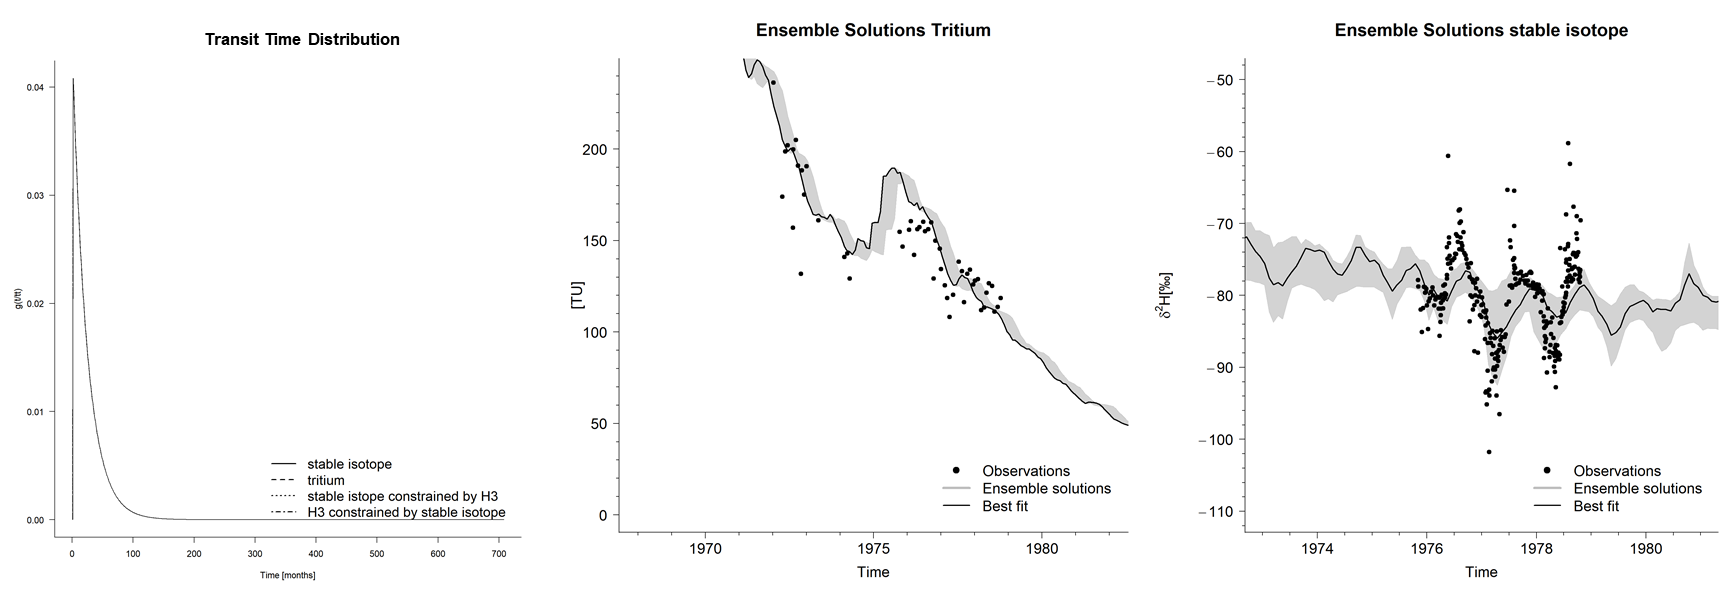 Transit Time Distribution
g(t/tt)
0.04
0.03
0.02
0.01
0.00
stable isotope
tritium
stable istope constrained by H3
H3 constrained by stable isotope
0 100 200 300 400 500 600 700
Time [months]
Ensemble Solutions Tritium
[TU]
200
150
100
50
0
Observations
Ensemble solutions
Best fit
1970 1975 1980
Time
Ensemble Solutions stable isotope
δ²H[‰]
−50
−60
−70
−80
−90
−100
−110
Observations
Ensemble solutions
Best fit
1974 1976 1978 1980
Time